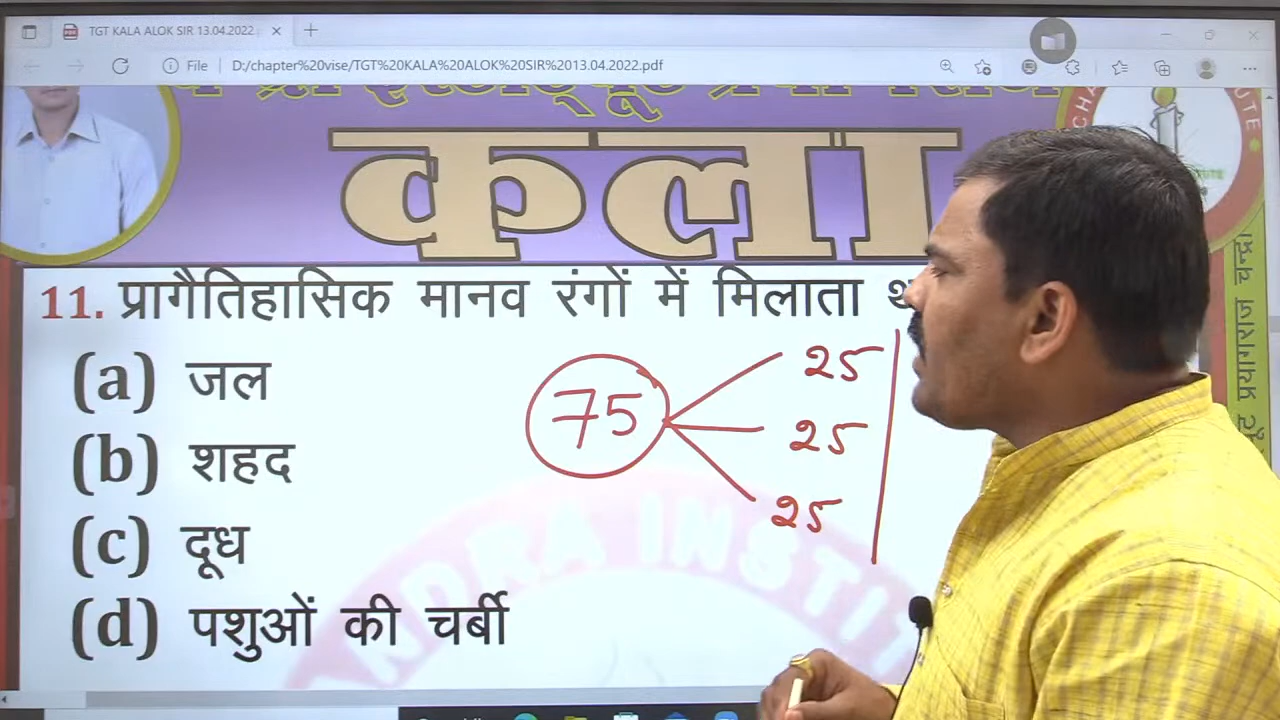 TGT KALA ALOK SIR 13.04.2022
File D:/chapter%20vise/TGT%20KALA%20ALOK%20SIR%2013.04.2022.pdf
कला
11. प्रागैतिहासिक मानव रंगों में मिलाता
(a) जल
(b) शहद
(c) दूध
(d) पशुओं की चर्बी
75
25
25
25